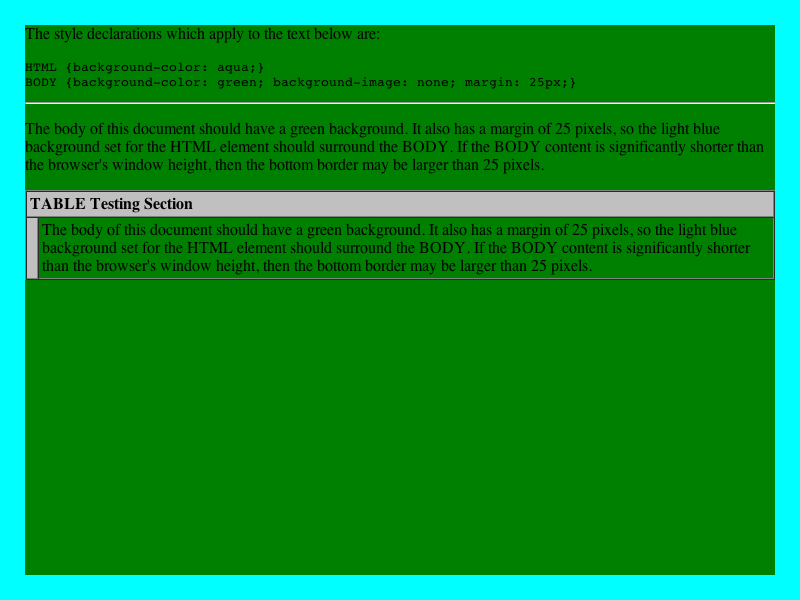 The style declarations which apply to the text below are:
HTML {background-color: aqua;}
BODY {background-color: green; background-image: none; margin: 25px;}
The body of this document should have a green background. It also has a margin of 25 pixels, so the light blue
background set for the HTML element should surround the BODY. If the BODY content is significantly shorter than
the browser's window height, then the bottom border may be larger than 25 pixels.
TABLE Testing Section
The body of this document should have a green background. It also has a margin of 25 pixels, so the light blue
background set for the HTML element should surround the BODY. If the BODY content is significantly shorter
than the browser's window height, then the bottom border may be larger than 25 pixels.